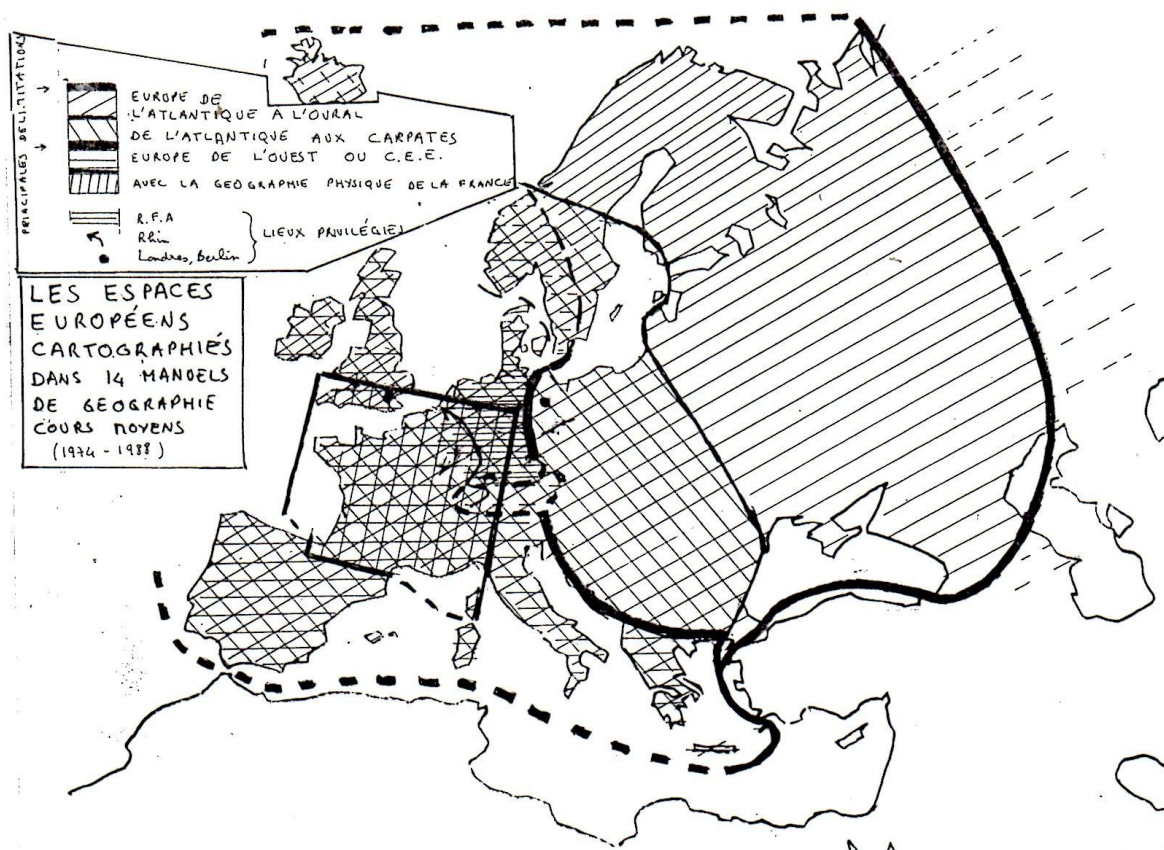 PRINCIPALES DELIMITATIONS
EUROPE DE
L'ATLANTIQUE A L'OURAL
DE L'ATLANTIQUE AUX CARPATES
EUROPE DE L'OUEST OU C.E.E.
AVEC LA GEOGRAPHIE PHYSIQUE DE LA FRANCE
R.F.A
Rhin
Londres, Berlin
LIEUX PRIVILÉGIÉS
LES ESPACES
EUROPÉENS
CARTOGRAPHIÉS
DANS 14 MANUELS
DE GEOGRAPHIE
COURS MOYENS
(1974-1988)